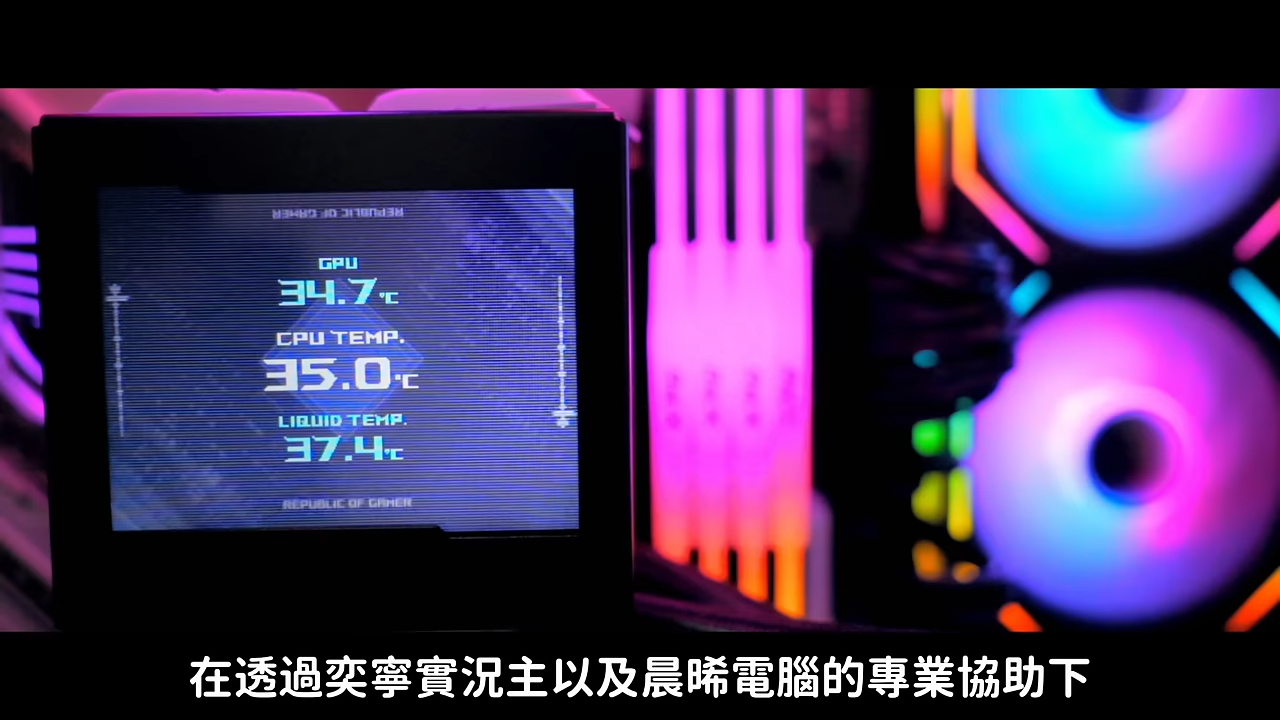 REPUBLIC OF GAMER
GPU
34.7°C
CPU TEMP.
35.0°C
LIQUID TEMP.
37.4°C
REPUBLIC OF GAMER
在透過奕寧實況主以及晨晞電腦的專業協助下